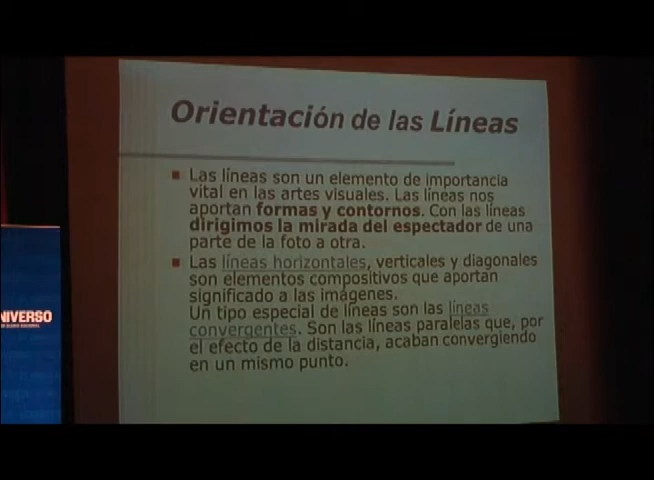 Orientación de las Líneas
Las líneas son un elemento de importancia
vital en las artes visuales. Las líneas nos
aportan formas y contornos. Con las líneas
dirigimos la mirada del espectador de una
parte de la foto a otra.
Las líneas horizontales, verticales y diagonales
son elementos compositivos que aportan
significado a las imágenes.
Un tipo especial de líneas son las líneas
convergentes. Son las líneas paralelas que, por
el efecto de la distancia, acaban convergiendo
en un mismo punto.
NIVERSO